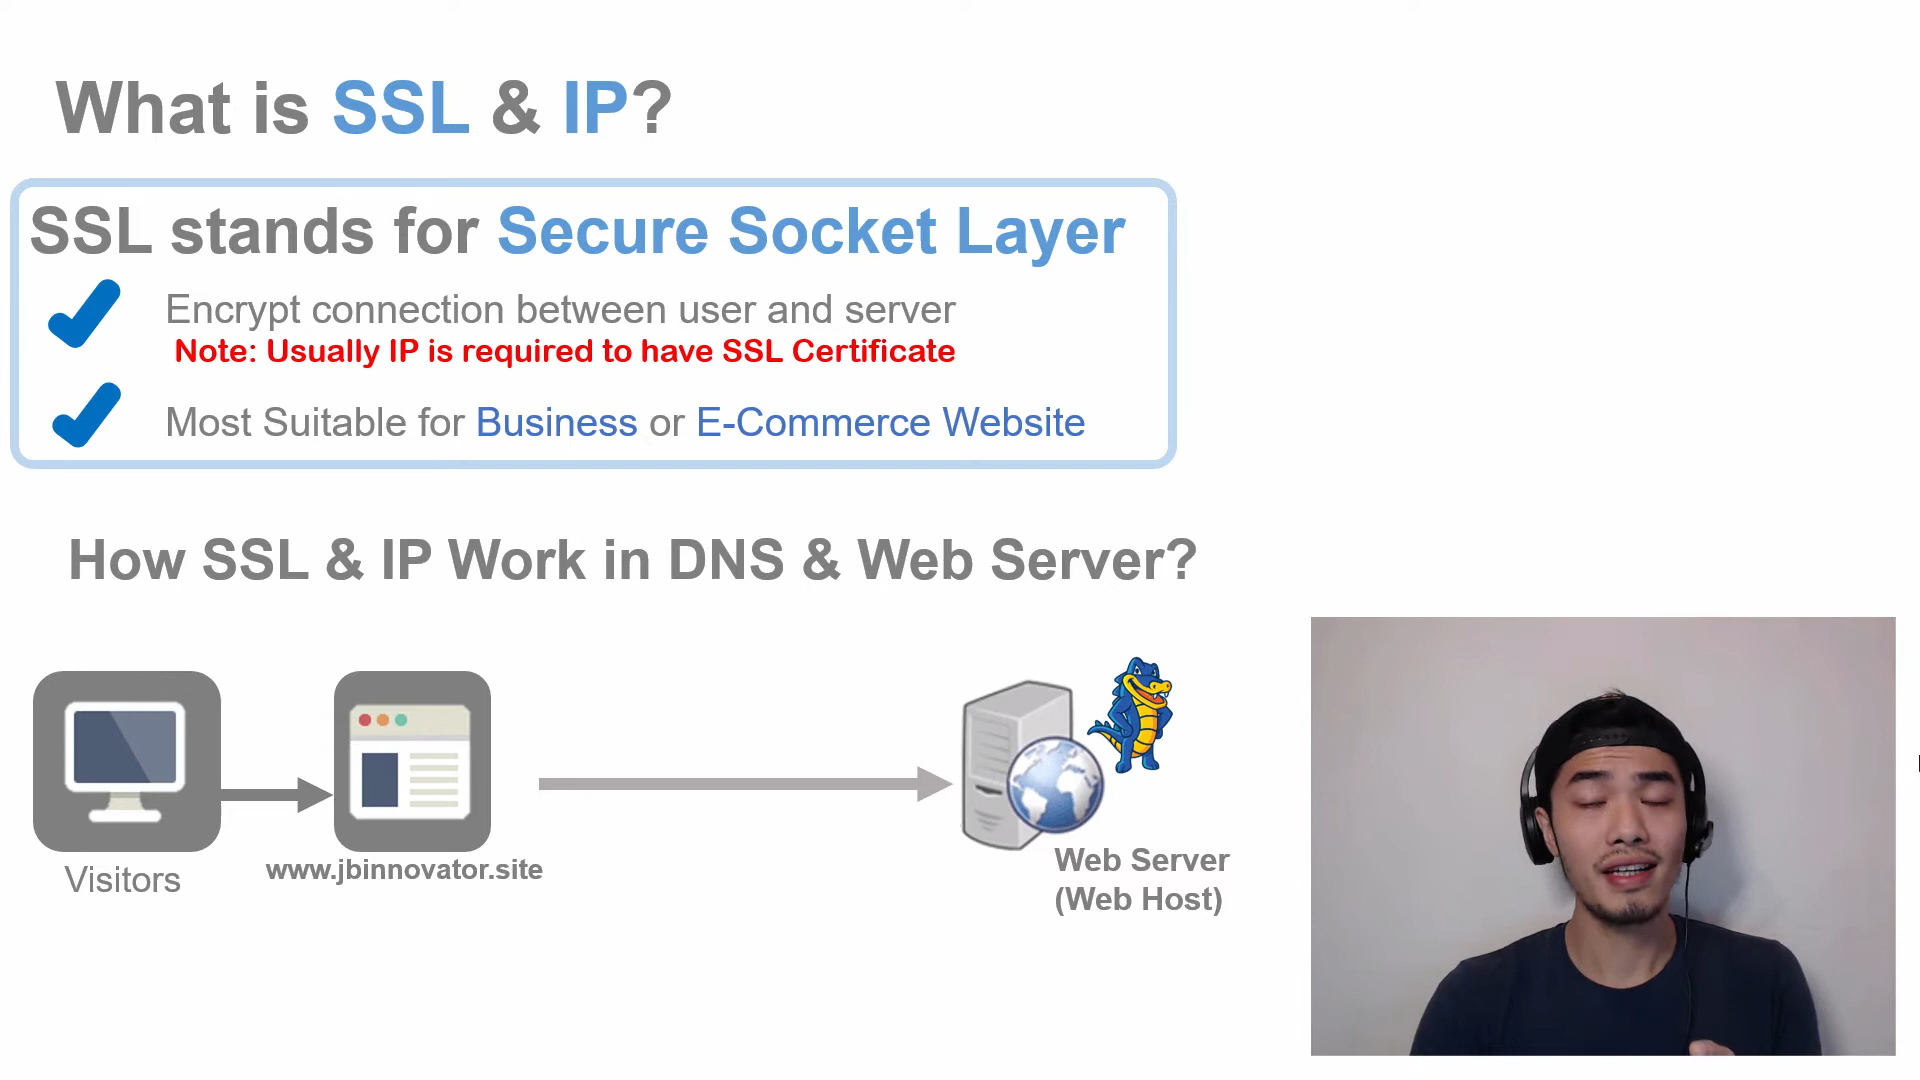 What is SSL & IP?
SSL stands for Secure Socket Layer
Encrypt connection between user and server
Note: Usually IP is required to have SSL Certificate
Most Suitable for Business or E-Commerce Website
How SSL & IP Work in DNS & Web Server?
Visitors
www.jbinnovator.site
Web Server
(Web Host)